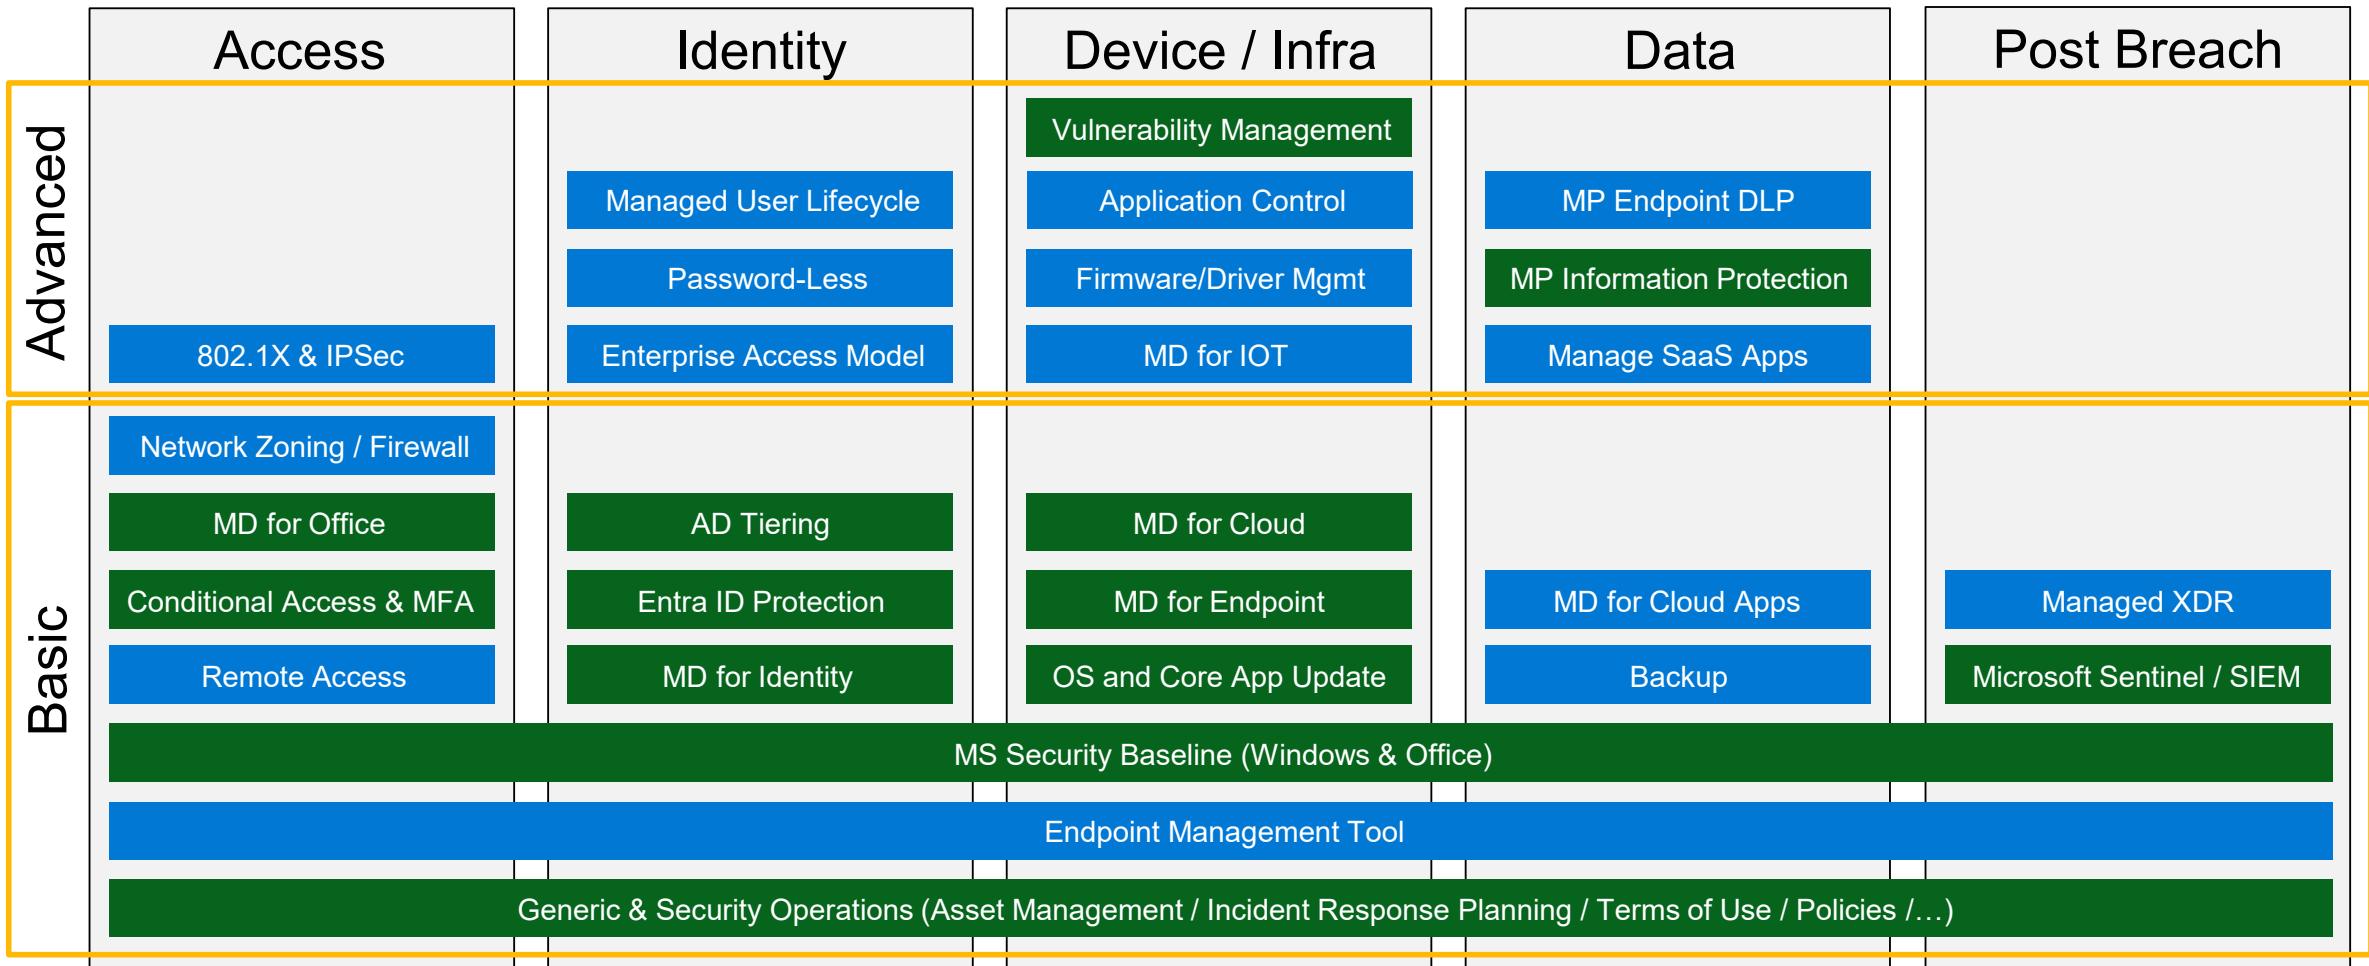 Access
Identity
Device / Infra
Data
Post Breach
Advanced
Vulnerability Management
Managed User Lifecycle
Application Control
MP Endpoint DLP
Password-Less
Firmware/Driver Mgmt
MP Information Protection
802.1X & IPSec
Enterprise Access Model
MD for IOT
Manage SaaS Apps
Basic
Network Zoning / Firewall
MD for Office
AD Tiering
MD for Cloud
Conditional Access & MFA
Entra ID Protection
MD for Endpoint
MD for Cloud Apps
Managed XDR
Remote Access
MD for Identity
OS and Core App Update
Backup
Microsoft Sentinel / SIEM
MS Security Baseline (Windows & Office)
Endpoint Management Tool
Generic & Security Operations (Asset Management / Incident Response Planning / Terms of Use / Policies /…)